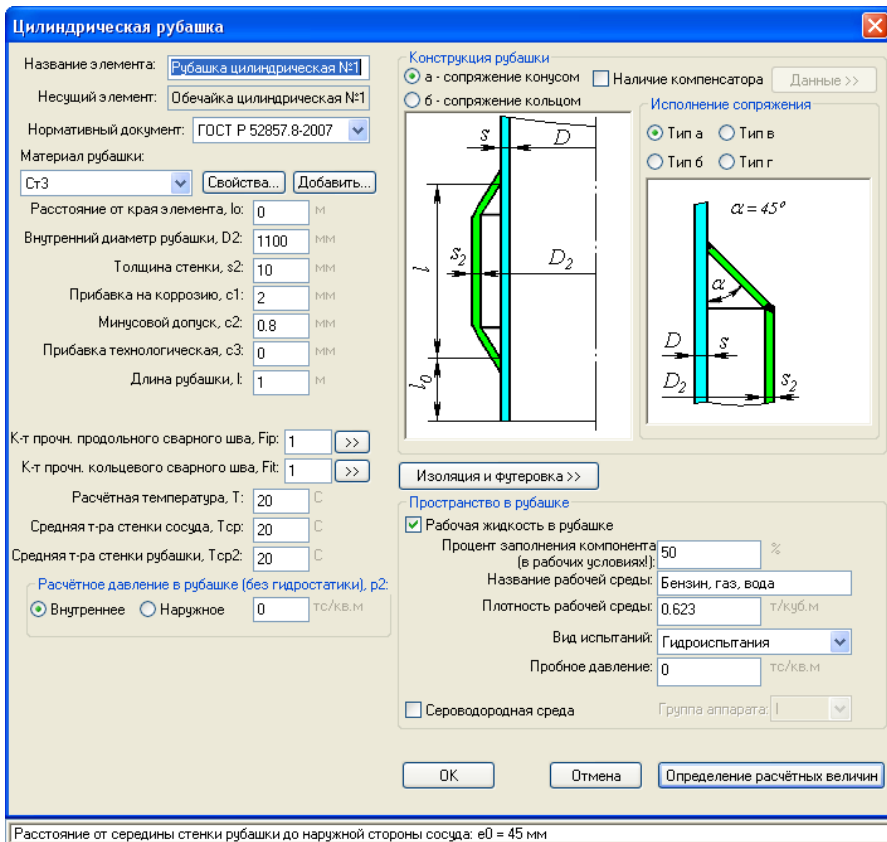 Цилиндрическая рубашка
Название элемента: Рубашка цилиндрическая №1
Несущий элемент: Обечайка цилиндрическая №1
Нормативный документ: ГОСТ Р 52857.8-2007
Материал рубашки:
Ст3 Свойства... Добавить...
Расстояние от края элемента, lo: 0 м
Внутренний диаметр рубашки, D2: 1100 мм
Толщина стенки, s2: 10 мм
Прибавка на коррозию, c1: 2 мм
Минусовой допуск, c2: 0.8 мм
Прибавка технологическая, c3: 0 мм
Длина рубашки, l: 1 м
К-т прочн. продольного сварного шва, Fip: 1 >>
К-т прочн. кольцевого сварного шва, Fit: 1 >>
Расчётная температура, T: 20 C
Средняя т-ра стенки сосуда, Tcp: 20 C
Средняя т-ра стенки рубашки, Tcp2: 20 C
Расчётное давление в рубашке (без гидростатики), p2:
Внутреннее Наружное 0 тс/кв.м
Конструкция рубашки
а - сопряжение конусом Наличие компенсатора Данные >>
б - сопряжение кольцом
s D
s2 D2
l
l0
Исполнение сопряжения
Тип а Тип в
Тип б Тип г
α = 45°
α
D s
D2 s2
Изоляция и футеровка >>
Пространство в рубашке
Рабочая жидкость в рубашке
Процент заполнения компонента
(в рабочих условиях!): 50 %
Название рабочей среды: Бензин, газ, вода
Плотность рабочей среды: 0.623 т/куб.м
Вид испытаний: Гидроиспытания
Пробное давление: 0 тс/кв.м
Сероводородная среда Группа аппарата: I
OK Отмена Определение расчётных величин
Расстояние от середины стенки рубашки до наружной стороны сосуда: e0 = 45 мм